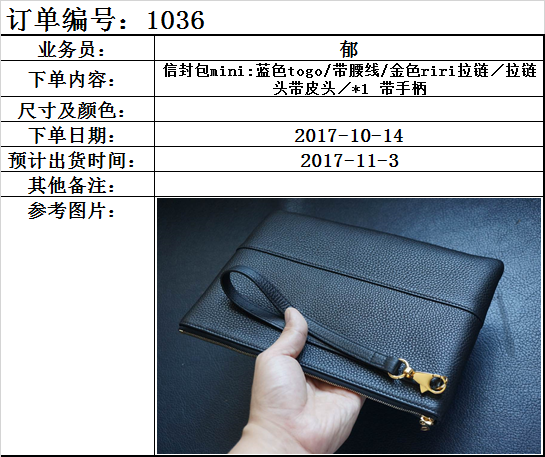 订单编号：1036
业务员： 郁
下单内容： 信封包mini:蓝色togo/带腰线/金色riri拉链／拉链
头带皮头／*1 带手柄
尺寸及颜色：
下单日期： 2017-10-14
预计出货时间： 2017-11-3
其他备注：
参考图片：